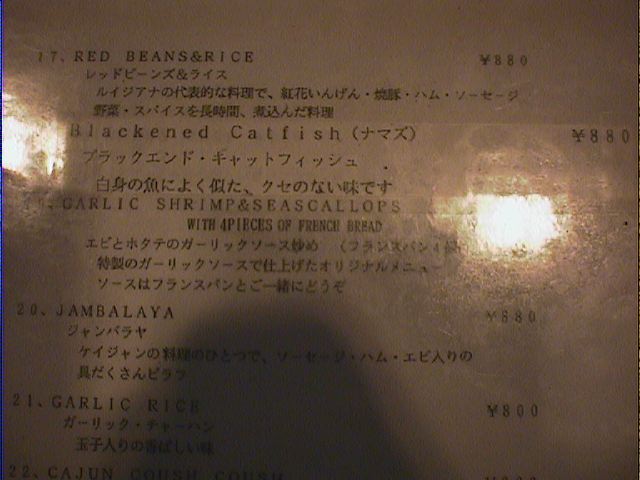 17、RED BEANS&RICE ¥880
レッドビーンズ&ライス
ルイジアナの代表的な料理で、紅花いんげん・焼豚・ハム・ソーセージ
野菜・スパイスを長時間、煮込んだ料理
Blackened Catfish(ナマズ) ¥880
ブラックエンド・キャットフィッシュ
白身の魚によく似た、クセのない味です
19、GARLIC SHRIMP&SEASCALLOPS
WITH 4PIECES OF FRENCH BREAD
エビとホタテのガーリックソース炒め (フランスパン4
特製のガーリックソースで仕上げたオリジナルメニュー
ソースはフランスパンとご一緒にどうぞ
20、JAMBALAYA ¥880
ジャンバラヤ
ケイジャンの料理のひとつで、ソーセージ・ハム・エビ入りの
具だくさんピラフ
21、GARLIC RICE ¥800
ガーリック・チャーハン
玉子入りの香ばしい味
22、CAJUN COUSH COUSH